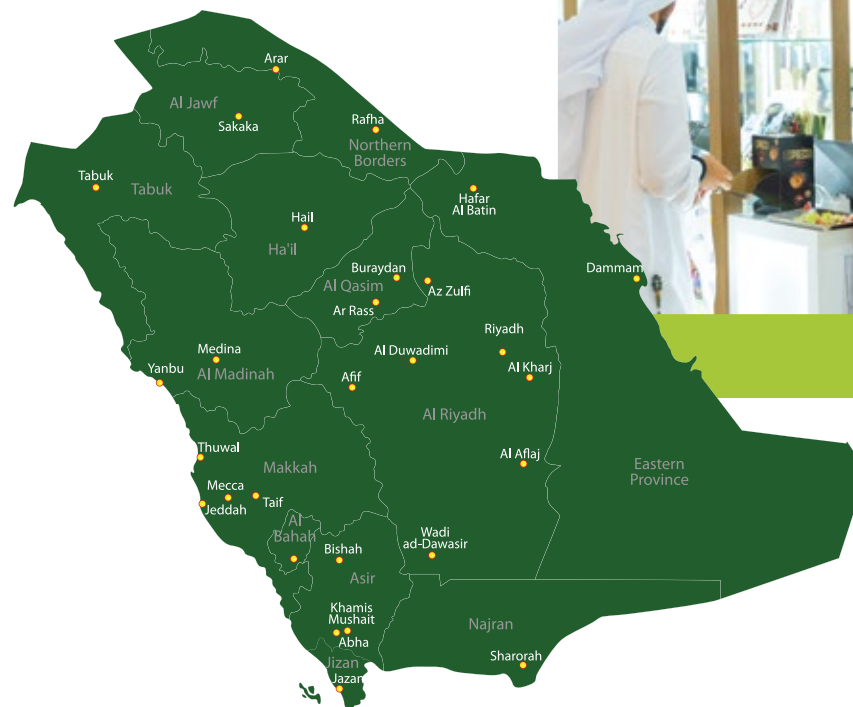 Arar
Al Jawf
Sakaka
Rafha
Northern
Borders
Tabuk
Tabuk
Hafar
Al Batin
Hail
Ha'il
Buraydan
Al Qasim
Ar Rass
Az Zulfi
Dammam
Riyadh
Al Duwadimi
Al Kharj
Medina
Al Madinah
Yanbu
Afif
Al Riyadh
Thuwal
Makkah
Mecca
Jeddah
Taif
Al Aflaj
Eastern
Province
Al
Bahah
Bishah
Wadi
ad-Dawasir
Asir
Khamis
Mushait
Abha
Najran
Jizan
Jazan
Sharorah